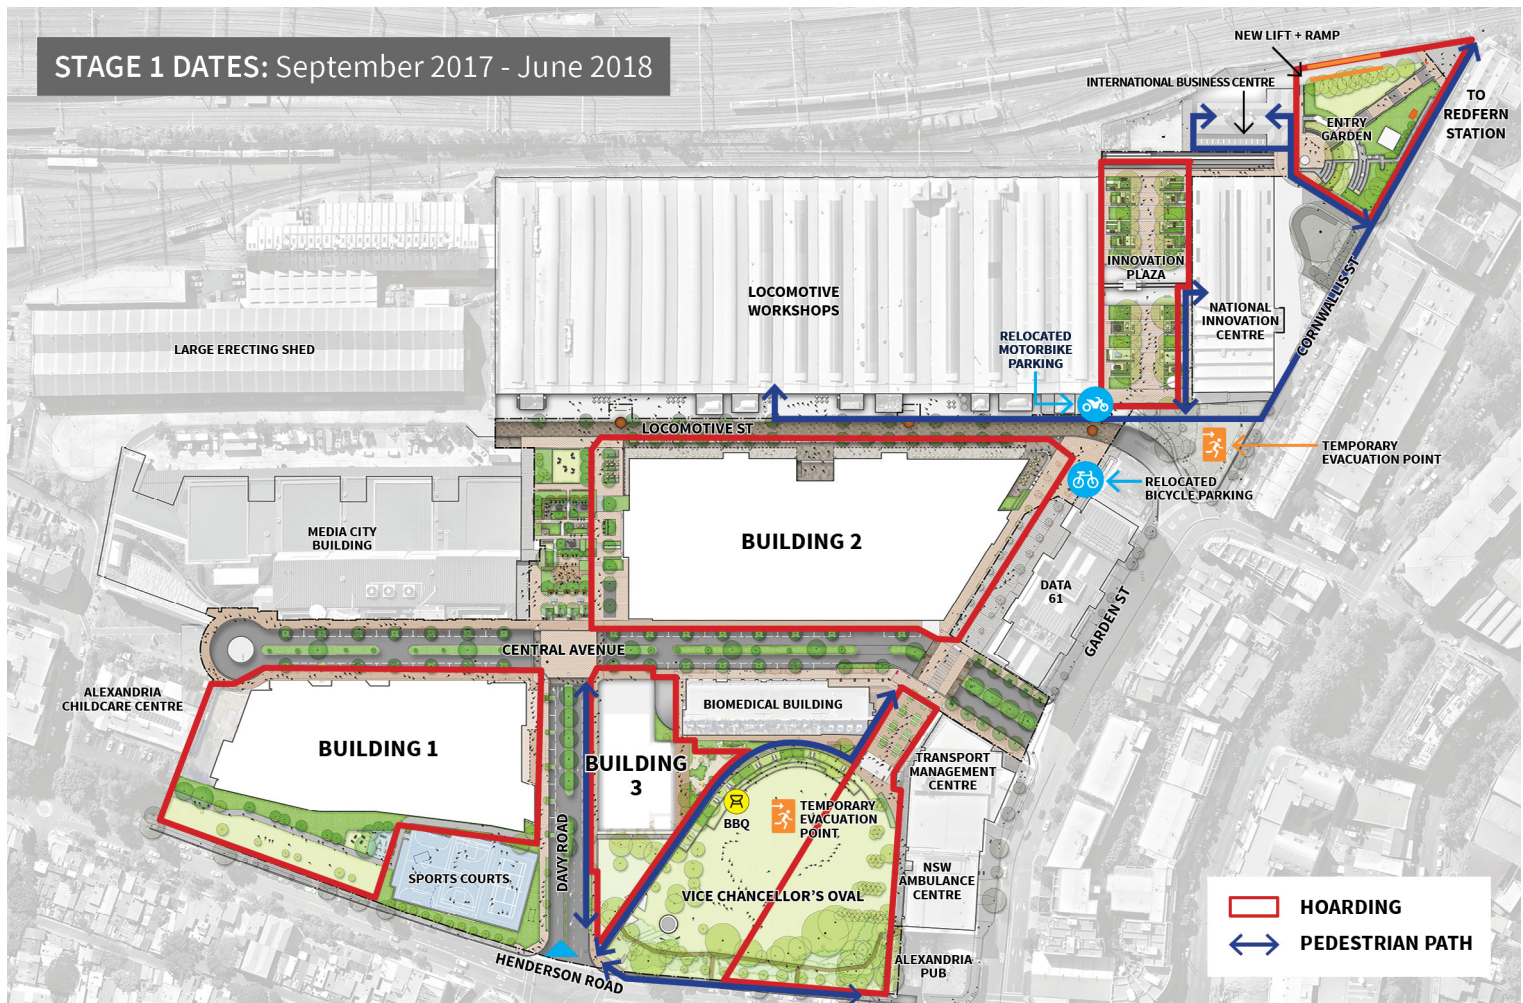 STAGE 1 DATES: September 2017 - June 2018
NEW LIFT + RAMP
INTERNATIONAL BUSINESS CENTRE
TO
REDFERN
STATION
ENTRY
GARDEN
INNOVATION
PLAZA
LOCOMOTIVE
WORKSHOPS
NATIONAL
INNOVATION
CENTRE
CORNWALLIS ST
RELOCATED
MOTORBIKE
PARKING
LARGE ERECTING SHED
LOCOMOTIVE ST
TEMPORARY
EVACUATION POINT
RELOCATED
BICYCLE PARKING
MEDIA CITY
BUILDING
BUILDING 2
DATA
61
GARDEN ST
CENTRAL AVENUE
ALEXANDRIA
CHILDCARE CENTRE
BIOMEDICAL BUILDING
BUILDING 1
BUILDING
3
TRANSPORT
MANAGEMENT
CENTRE
BBQ
TEMPORARY
EVACUATION
POINT
DAVY ROAD
SPORTS COURTS
VICE CHANCELLOR'S OVAL
NSW
AMBULANCE
CENTRE
HENDERSON ROAD
ALEXANDRIA
PUB
HOARDING
PEDESTRIAN PATH